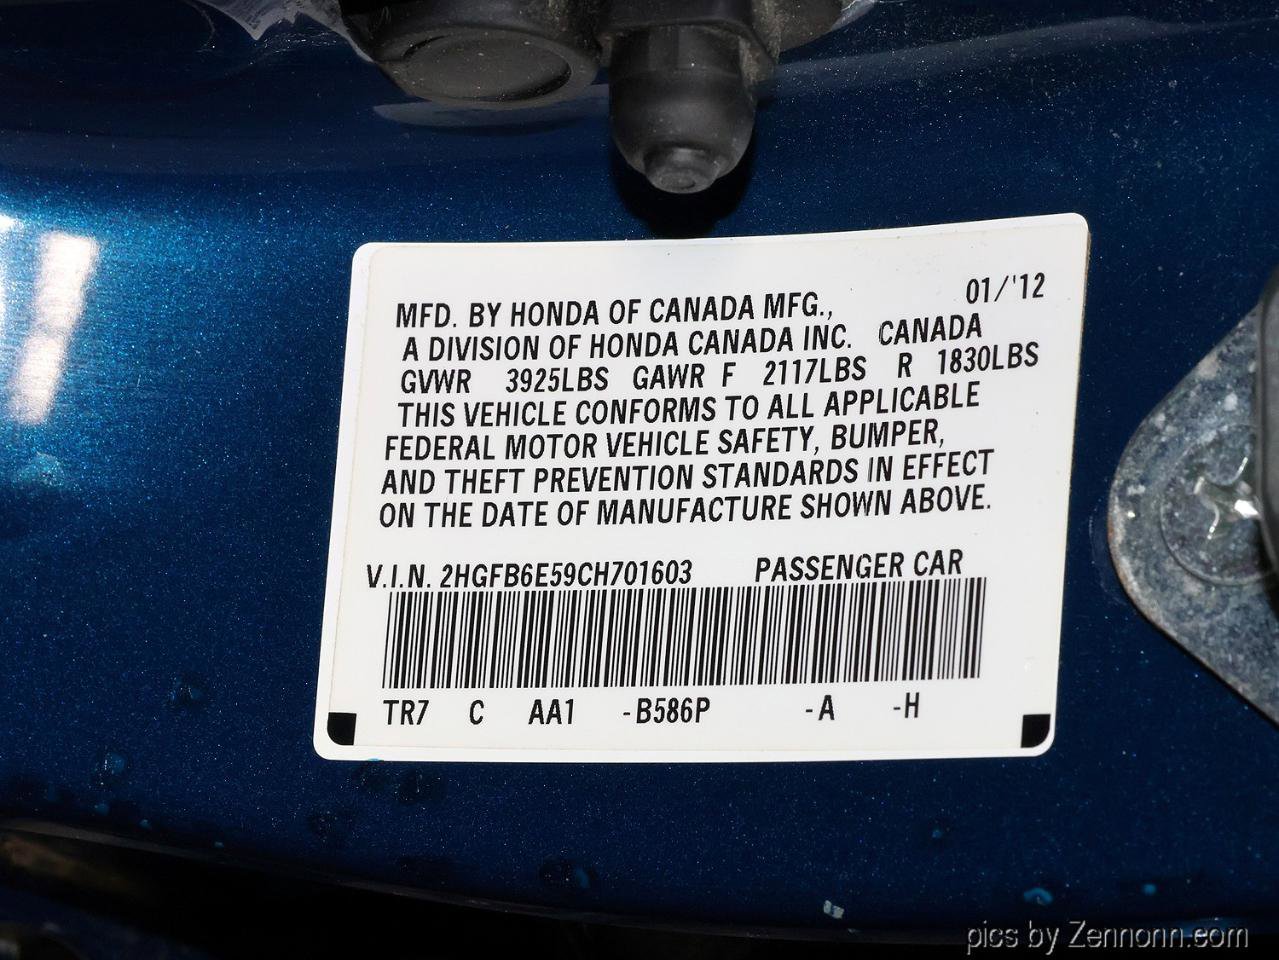 01/'12
MFD. BY HONDA OF CANADA MFG.,
A DIVISION OF HONDA CANADA INC. CANADA
GVWR 3925LBS GAWR F 2117LBS R 1830LBS
THIS VEHICLE CONFORMS TO ALL APPLICABLE
FEDERAL MOTOR VEHICLE SAFETY, BUMPER,
AND THEFT PREVENTION STANDARDS IN EFFECT
ON THE DATE OF MANUFACTURE SHOWN ABOVE.
V.I.N. 2HGFB6E59CH701603 PASSENGER CAR
TR7 C AA1 -B586P -A -H
pics by Zennonn.com